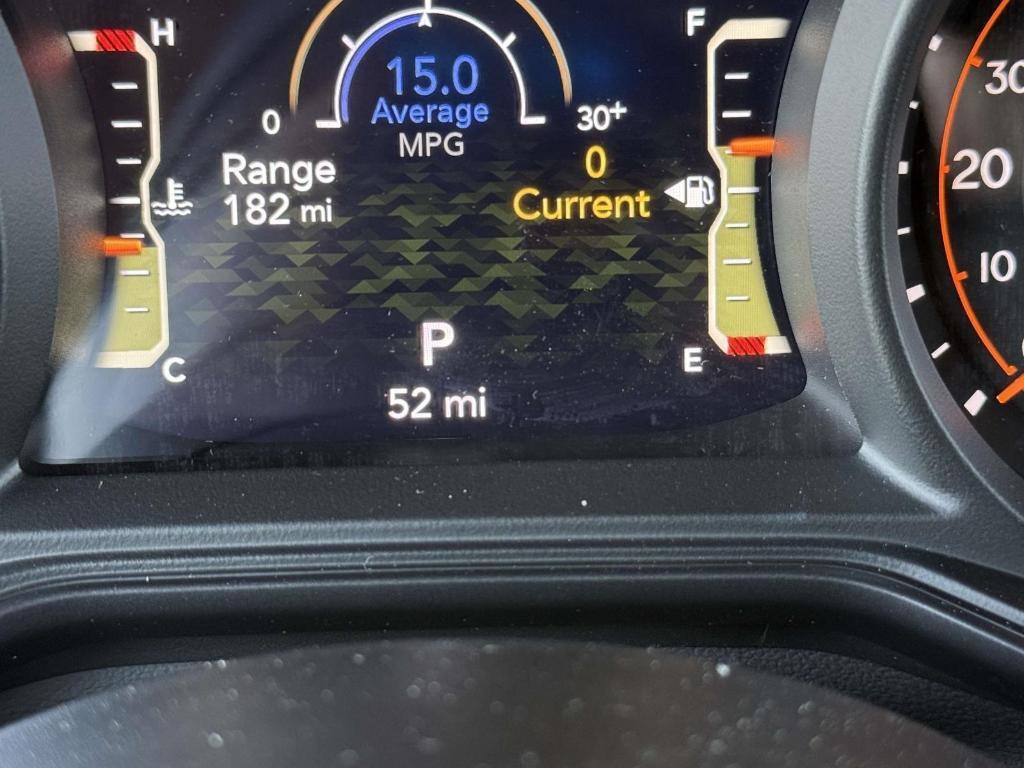 H
F
15.0
Average
MPG
0
30+
Range
182 mi
0
Current
P
52 mi
C
E
30
20
10